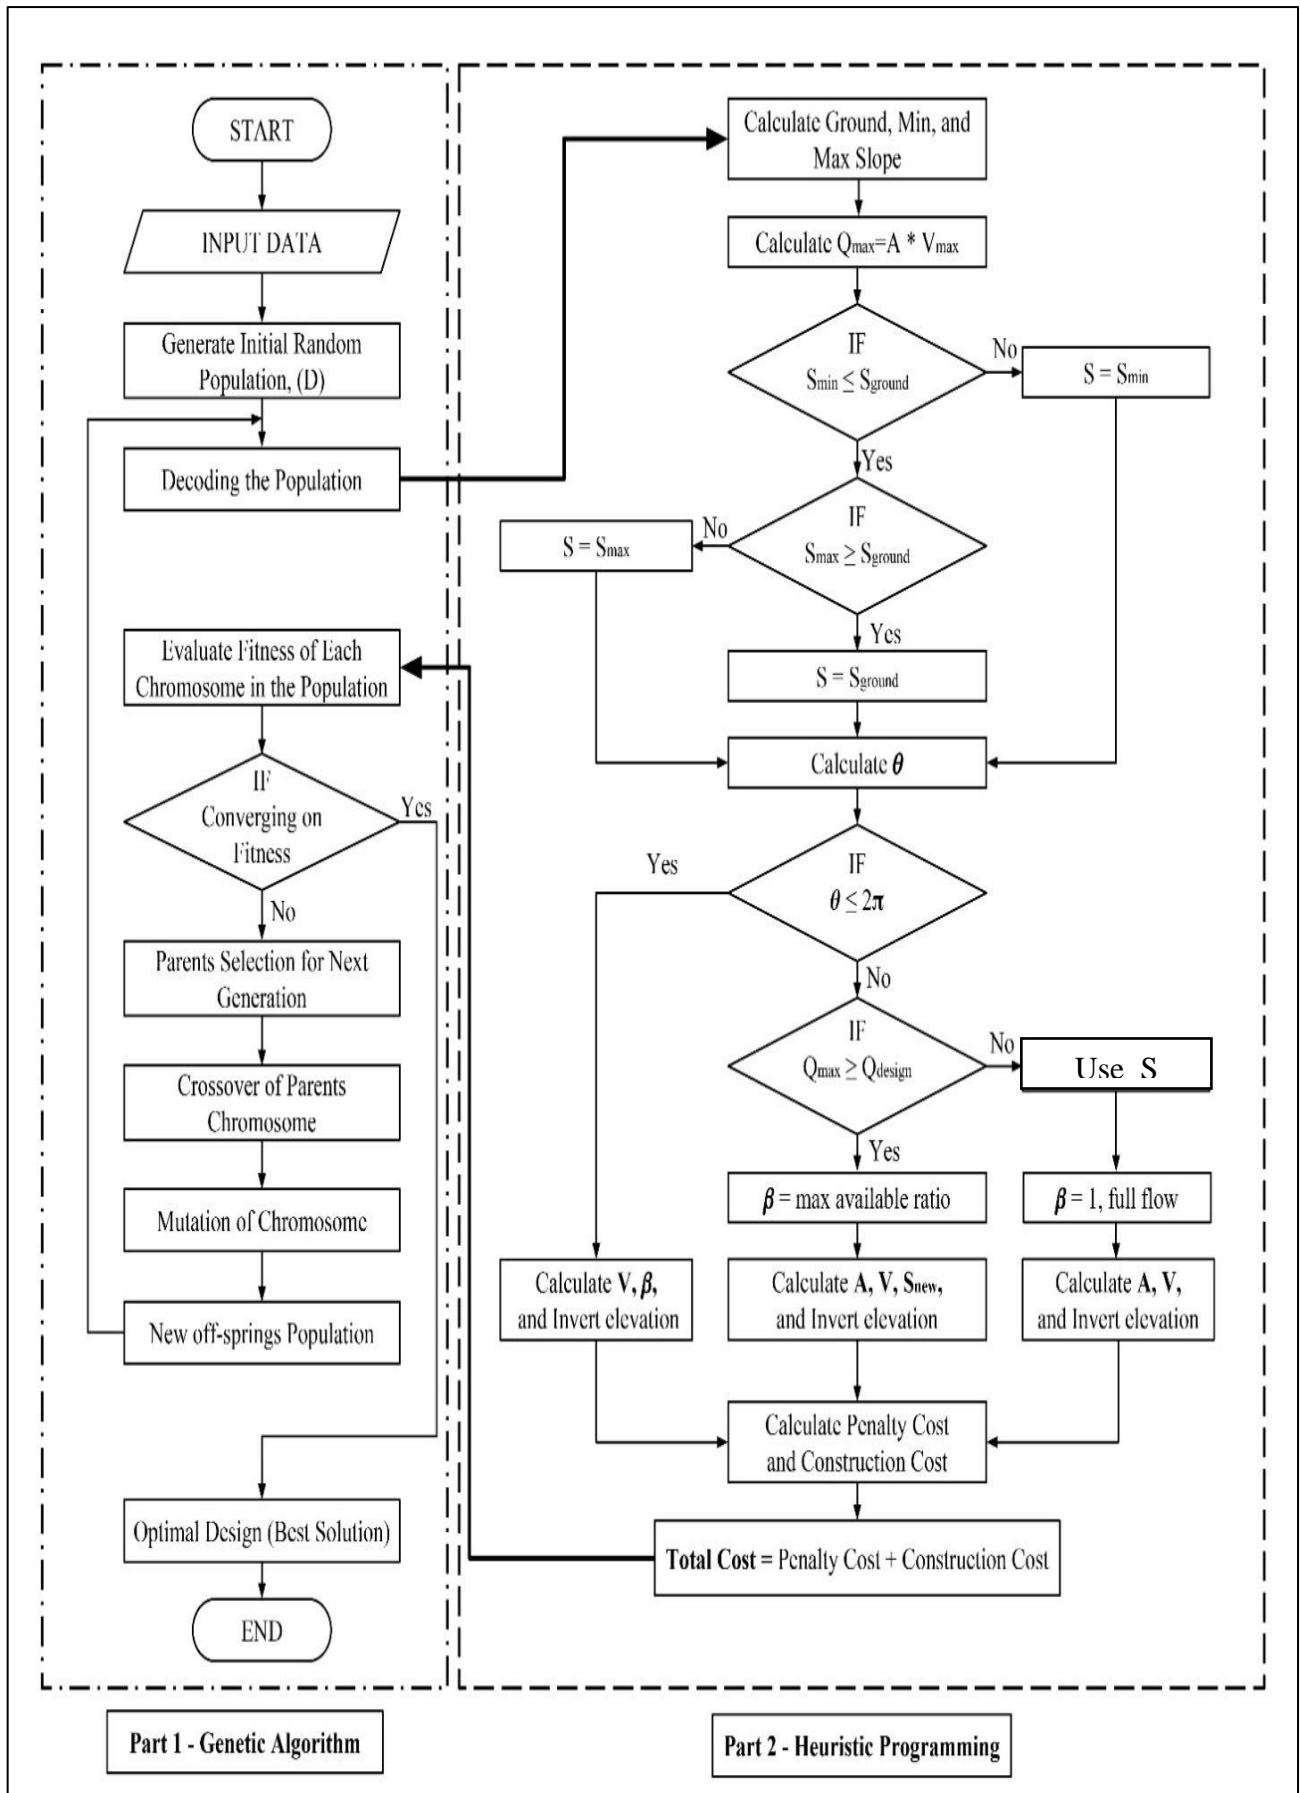 START
INPUT DATA
Generate Initial Random
Population, (D)
Decoding the Population
Evaluate Fitness of Each
Chromosome in the Population
IF
Converging on
Fitness
Yes
No
Parents Selection for Next
Generation
Crossover of Parents
Chromosome
Mutation of Chromosome
New off-springs Population
Optimal Design (Best Solution)
END
Part 1 - Genetic Algorithm
Calculate Ground, Min, and
Max Slope
Calculate Qmax=A * Vmax
IF
Smin ≤ Sground
No
S = Smin
Yes
IF
Smax ≥ Sground
No
S = Smax
Yes
S = Sground
Calculate θ
IF
θ ≤ 2π
Yes
No
IF
Qmax ≥ Qdesign
No
Use S
Yes
β = max available ratio
β = 1, full flow
Calculate V, β,
and Invert elevation
Calculate A, V, Snew,
and Invert elevation
Calculate A, V,
and Invert elevation
Calculate Penalty Cost
and Construction Cost
Total Cost = Penalty Cost + Construction Cost
Part 2 - Heuristic Programming